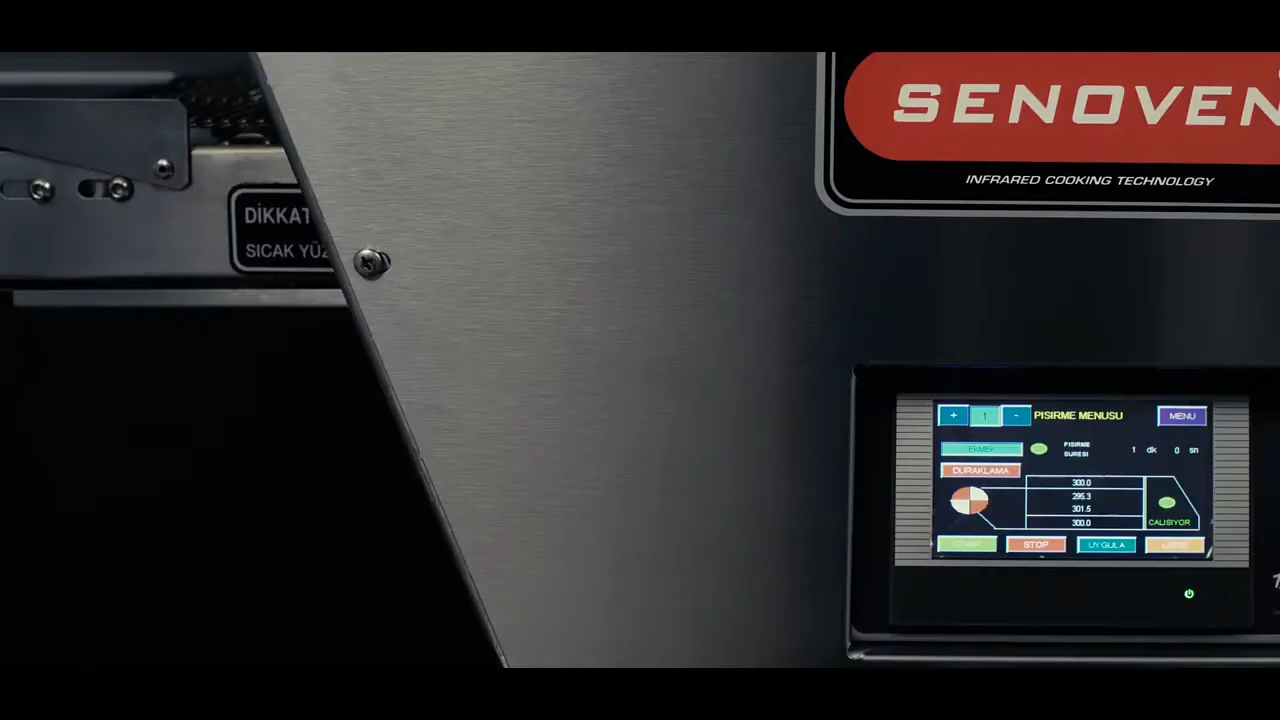 SENOVEN
INFRARED COOKING TECHNOLOGY
DİKKAT
SICAK YÜZ
+ 1 - PISIRME MENUSU MENU
EKMEK PISIRME SURESI 1 dk 0 sn
DURAKLAMA
300.0
295.3
301.5
300.0
CALISIYOR
STOP UYGULA